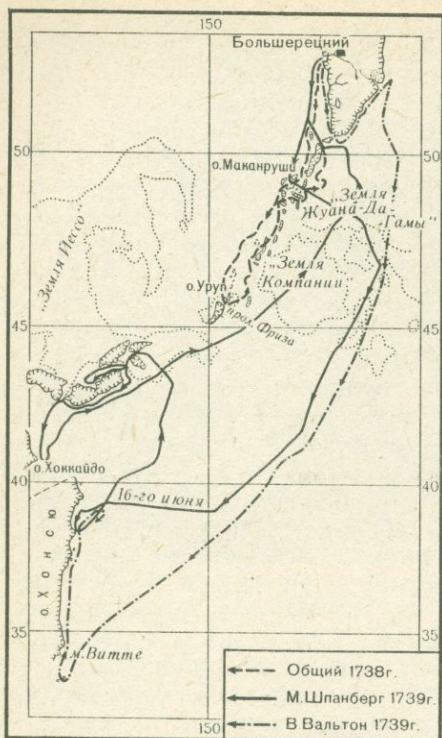 150
Большерецкий
50
50
о.Маканруши
„Земля
Жуана-Да-
Гамы"
„Земля Иессо"
„Земля
Компании"
о.Уруп
прол. Фриза
45
45
о.Хоккайдо
40
40
16-го июня
о. Хонсю
35
35
м.Витте
150
Общий 1738г.
М.Шпанберг 1739г.
В Вальтон 1739г.